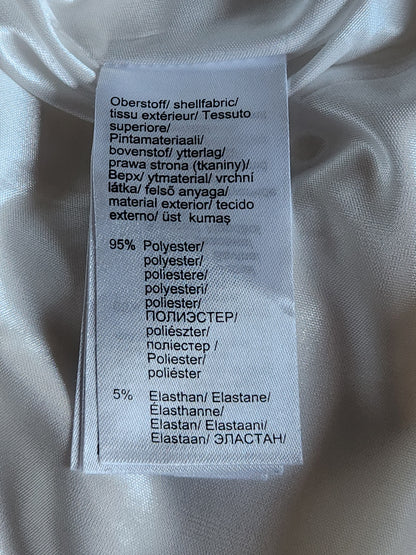 Oberstoff/ shellfabric/
tissu extérieur/ Tessuto
superiore/
Pintamateriaali/
bovenstof/ ytterlag/
prawa strona (tkaniny)/
Верх/ ytmaterial/ vrchní
látka/ felső anyaga/
material exterior/ tecido
externo/ üst kumaş
95% Polyester/
polyester/
poliestere/
polyesteri/
poliester/
ПОЛИЭСТЕР/
poliészter/
поліестер /
Poliester/
poliéster
5% Elasthan/ Elastane/
Élasthanne/
Elastan/ Elastaani/
Elastaan/ ЭЛАСТАН/